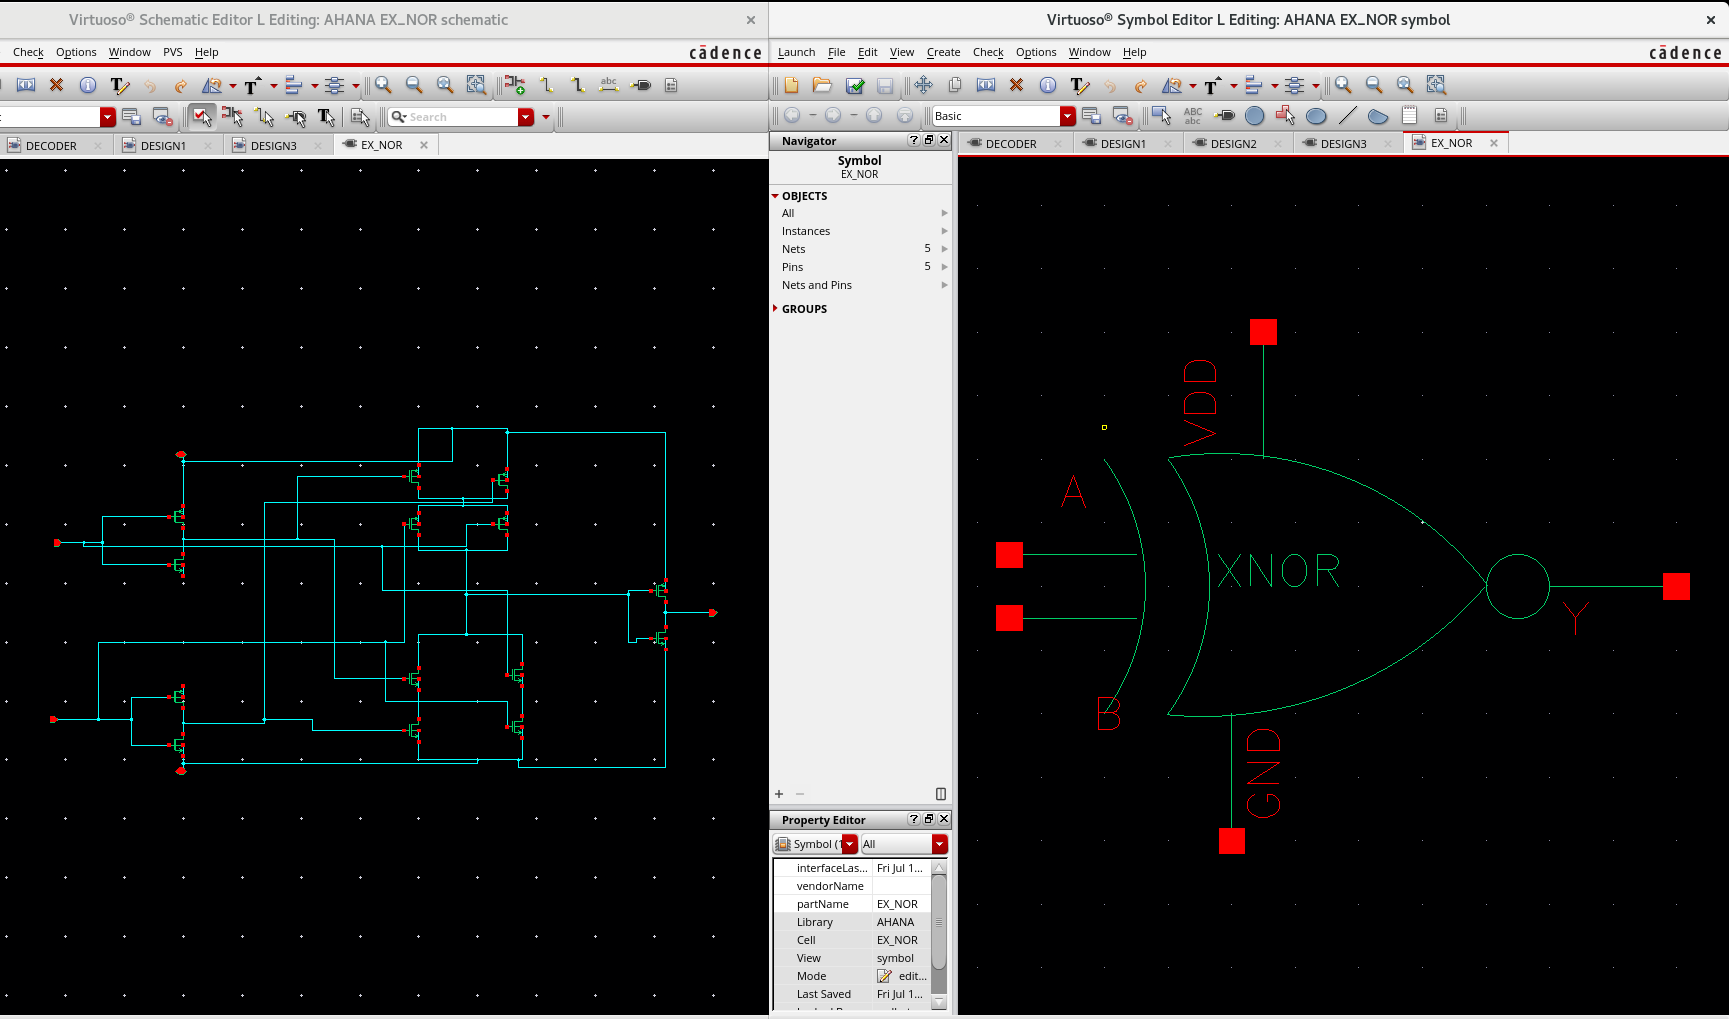 Virtuoso® Schematic Editor L Editing: AHANA EX_NOR schematic
Check Options Window PVS Help
cādence
abc
Search
DECODER DESIGN1 DESIGN3 EX_NOR
Virtuoso® Symbol Editor L Editing: AHANA EX_NOR symbol
Launch File Edit View Create Check Options Window Help
cādence
Basic
ABC
abc
Navigator
Symbol
EX_NOR
OBJECTS
All
Instances
Nets 5
Pins 5
Nets and Pins
GROUPS
Property Editor
Symbol (1 All
interfaceLas... Fri Jul 1...
vendorName
partName EX_NOR
Library AHANA
Cell EX_NOR
View symbol
Mode edit...
Last Saved Fri Jul 1...
DECODER DESIGN1 DESIGN2 DESIGN3 EX_NOR
VDD
A
XNOR
Y
B
GND